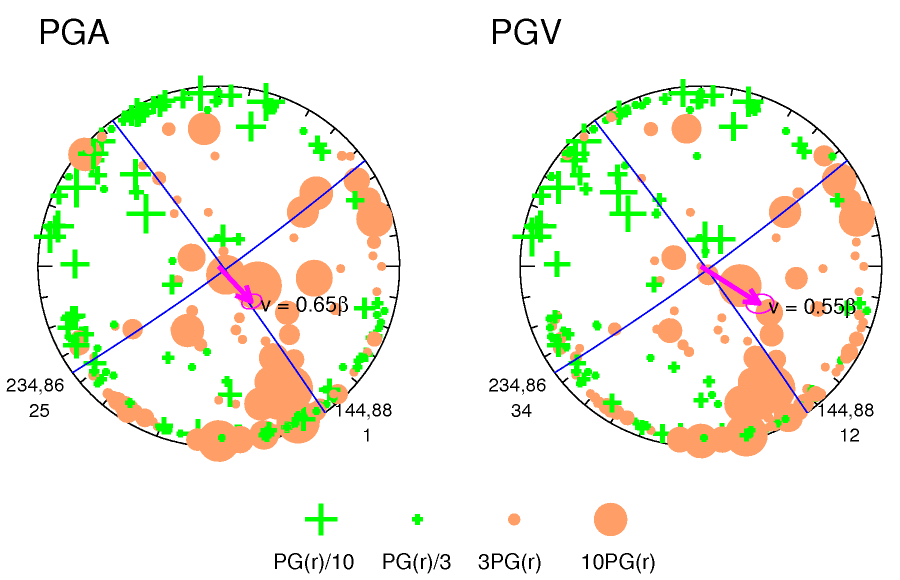 PGA
PGV
v = 0.65β
v = 0.55β
234,86
25
144,88
1
234,86
34
144,88
12
PG(r)/10
PG(r)/3
3PG(r)
10PG(r)